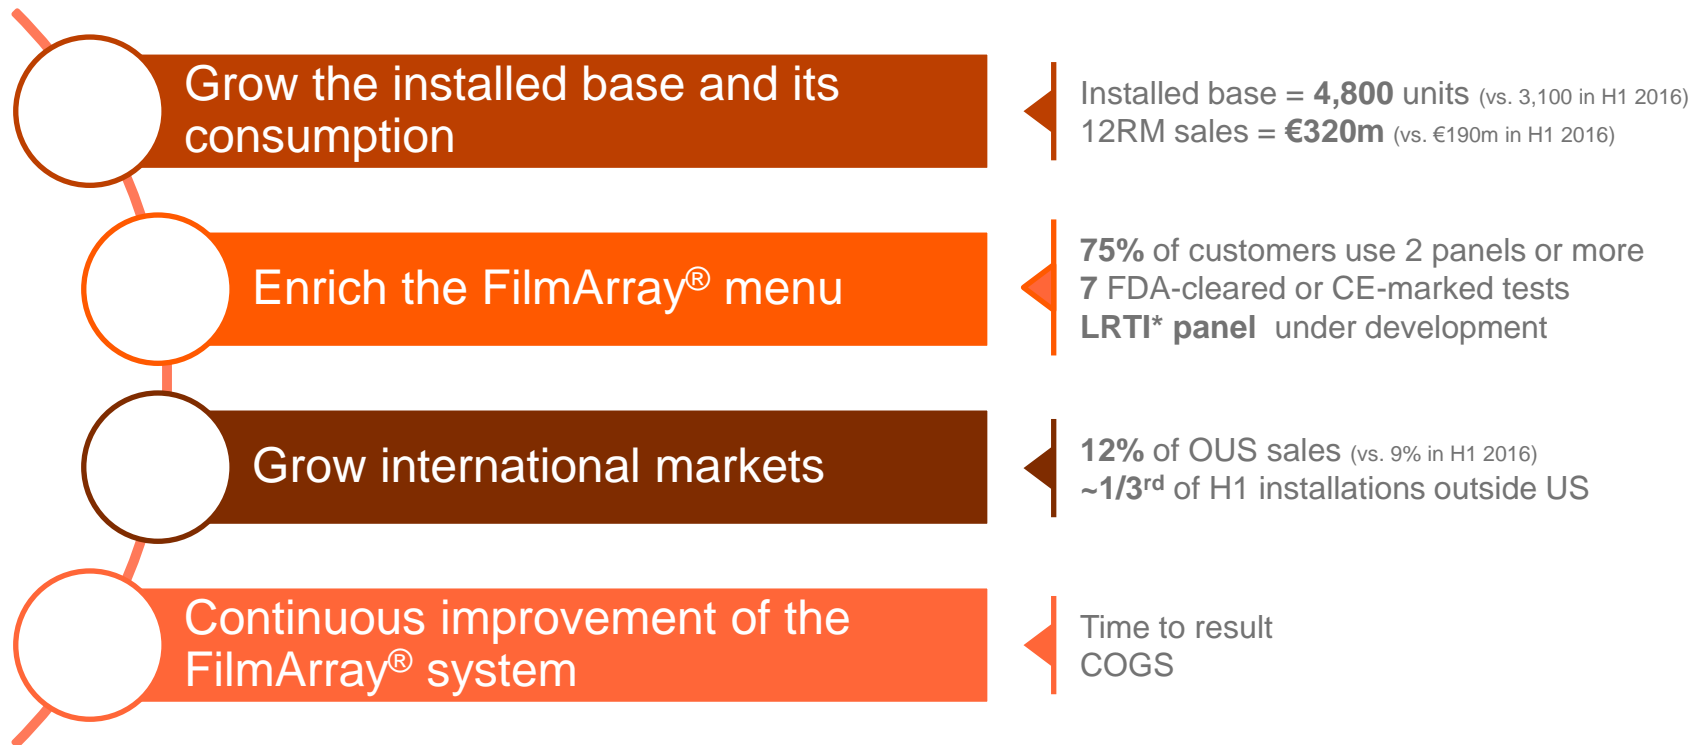 Grow the installed base and its
consumption
Installed base = 4,800 units (vs. 3,100 in H1 2016)
12RM sales = €320m (vs. €190m in H1 2016)
Enrich the FilmArray® menu
75% of customers use 2 panels or more
7 FDA-cleared or CE-marked tests
LRTI* panel under development
Grow international markets
12% of OUS sales (vs. 9% in H1 2016)
~1/3rd of H1 installations outside US
Continuous improvement of the
FilmArray® system
Time to result
COGS